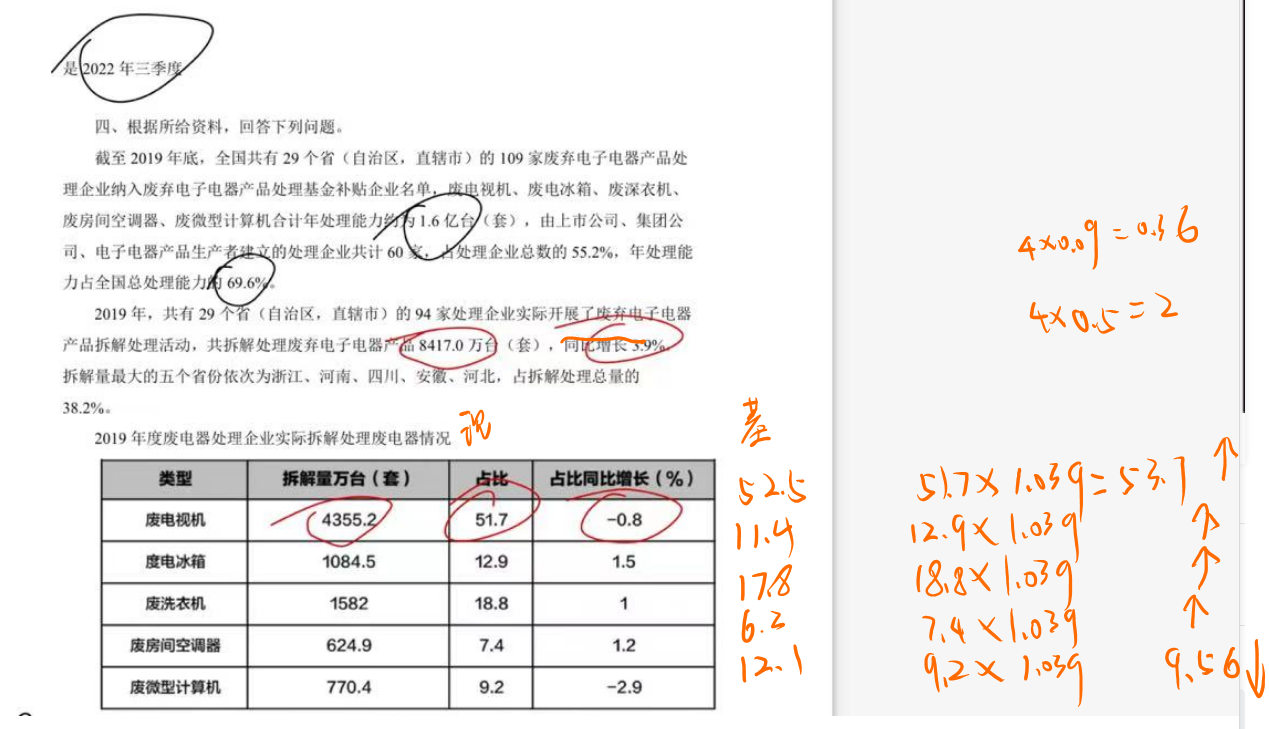 是 2022 年三季度
四、根据所给资料，回答下列问题。
截至 2019 年底，全国共有 29 个省（自治区，直辖市）的 109 家废弃电子电器产品处
理企业纳入废弃电子电器产品处理基金补贴企业名单，废电视机、废电冰箱、废深衣机、
废房间空调器、废微型计算机合计年处理能力约为 1.6 亿台（套），由上市公司、集团公
司、电子电器产品生产者建立的处理企业共计 60 家，占处理企业总数的 55.2%，年处理能
力占全国总处理能力的 69.6%。
2019 年，共有 29 个省（自治区，直辖市）的 94 家处理企业实际开展了废弃电子电器
产品拆解处理活动，共拆解处理废弃电子电器产品 8417.0 万台（套），同比增长 3.9%。
拆解量最大的五个省份依次为浙江、河南、四川、安徽、河北，占拆解处理总量的
38.2%。
2019 年度废电器处理企业实际拆解处理废电器情况
现 基
类型 拆解量万台（套） 占比 占比同比增长（%）
废电视机 4355.2 51.7 −0.8 52.5
度电冰箱 1084.5 12.9 1.5 11.4
废洗衣机 1582 18.8 1 17.8
废房间空调器 624.9 7.4 1.2 6.2
废微型计算机 770.4 9.2 −2.9 12.1
4×0.09=0.36
4×0.5=2
51.7×1.039=53.7 ↑
12.9×1.039 ↑
18.8×1.039 ↑
7.4×1.039 ↑
9.2×1.039 9.56↓